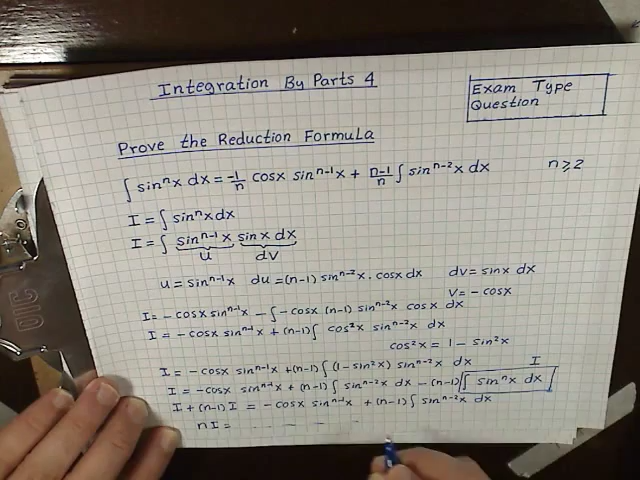 Integration By Parts 4
Exam Type
Question
Prove the Reduction Formula
∫ sinⁿx dx = -1/n cosx sinⁿ⁻¹x + n-1/n ∫ sinⁿ⁻²x dx n ≥ 2
I = ∫ sinⁿx dx
I = ∫ sinⁿ⁻¹x sinx dx
u dv
u = sinⁿ⁻¹x du = (n-1) sinⁿ⁻²x . cosx dx dv = sinx dx
v = -cosx
I = -cosx sinⁿ⁻¹x - ∫ -cosx (n-1) sinⁿ⁻²x cosx dx
I = -cosx sinⁿ⁻¹x + (n-1) ∫ cos²x sinⁿ⁻²x dx
cos²x = 1 - sin²x
I = -cosx sinⁿ⁻¹x + (n-1) ∫ (1 - sin²x) sinⁿ⁻²x dx
I
I = -cosx sinⁿ⁻¹x + (n-1) ∫ sinⁿ⁻²x dx - (n-1) ∫ sinⁿx dx
I + (n-1) I = -cosx sinⁿ⁻¹x + (n-1) ∫ sinⁿ⁻²x dx
nI =